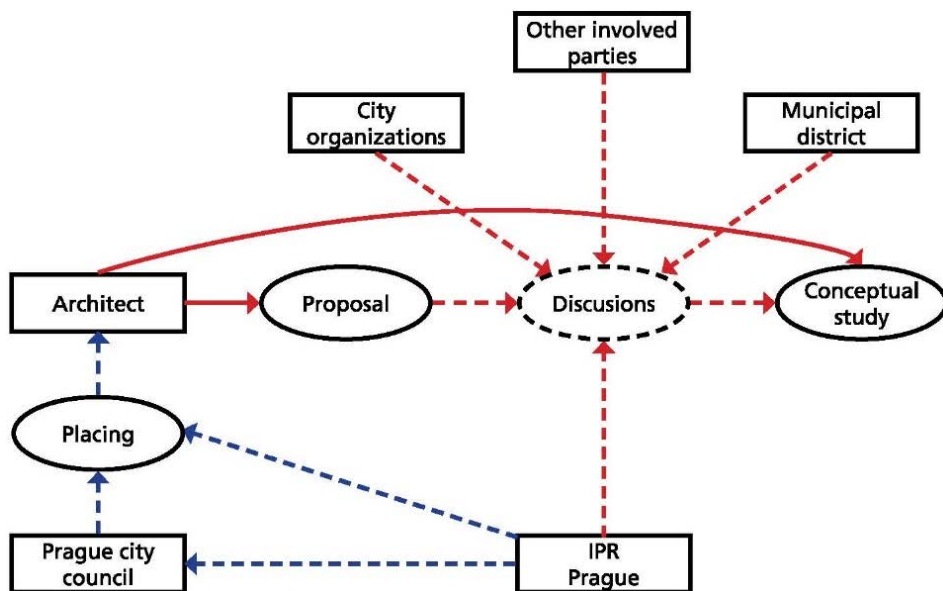 Other involved
parties
City
organizations
Municipal
district
Architect
Proposal
Discusions
Conceptual
study
Placing
Prague city
council
IPR
Prague